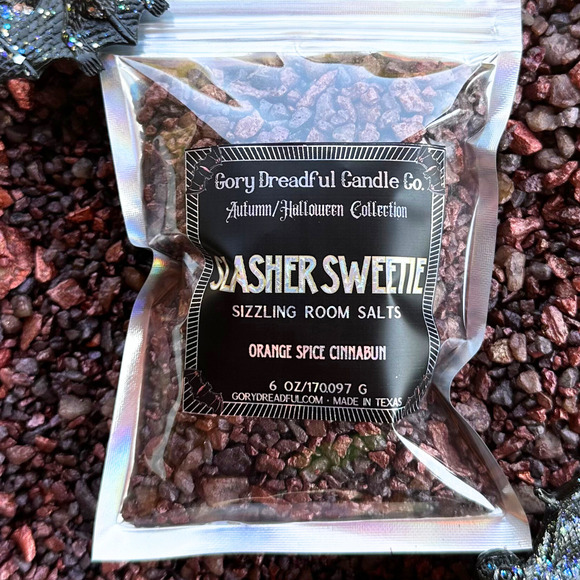 Gory Dreadful Candle Co.
Autumn/Halloween Collection
SLASHER SWEETIE
SIZZLING ROOM SALTS
ORANGE SPICE CINNABUN
6 OZ/170.097 G
GORYDREADFUL.COM · MADE IN TEXAS